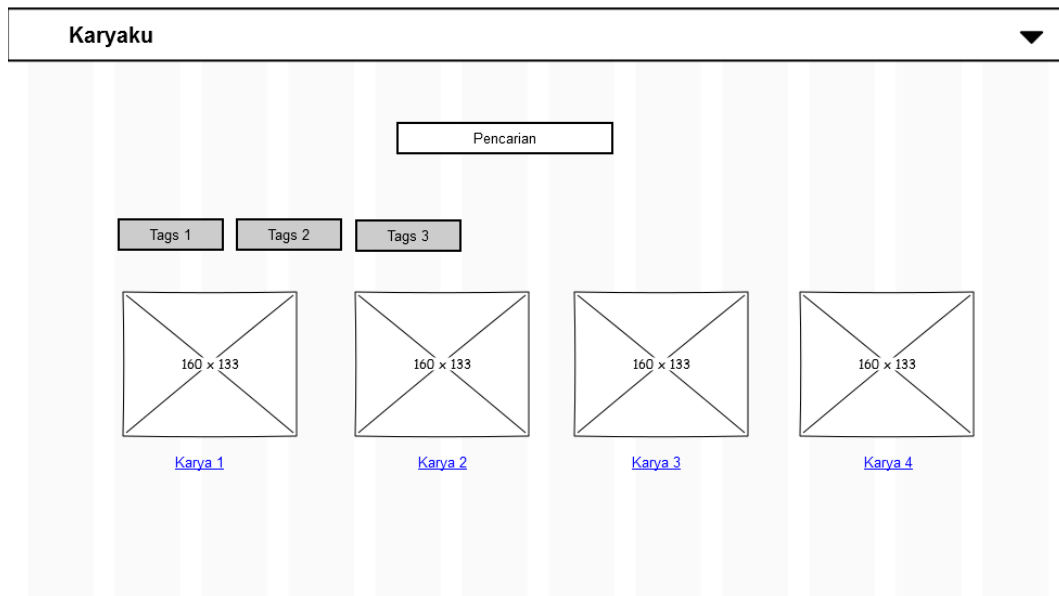 Karyaku
Pencarian
Tags 1 Tags 2 Tags 3
160 x 133 160 x 133 160 x 133 160 x 133
Karya 1 Karya 2 Karya 3 Karya 4